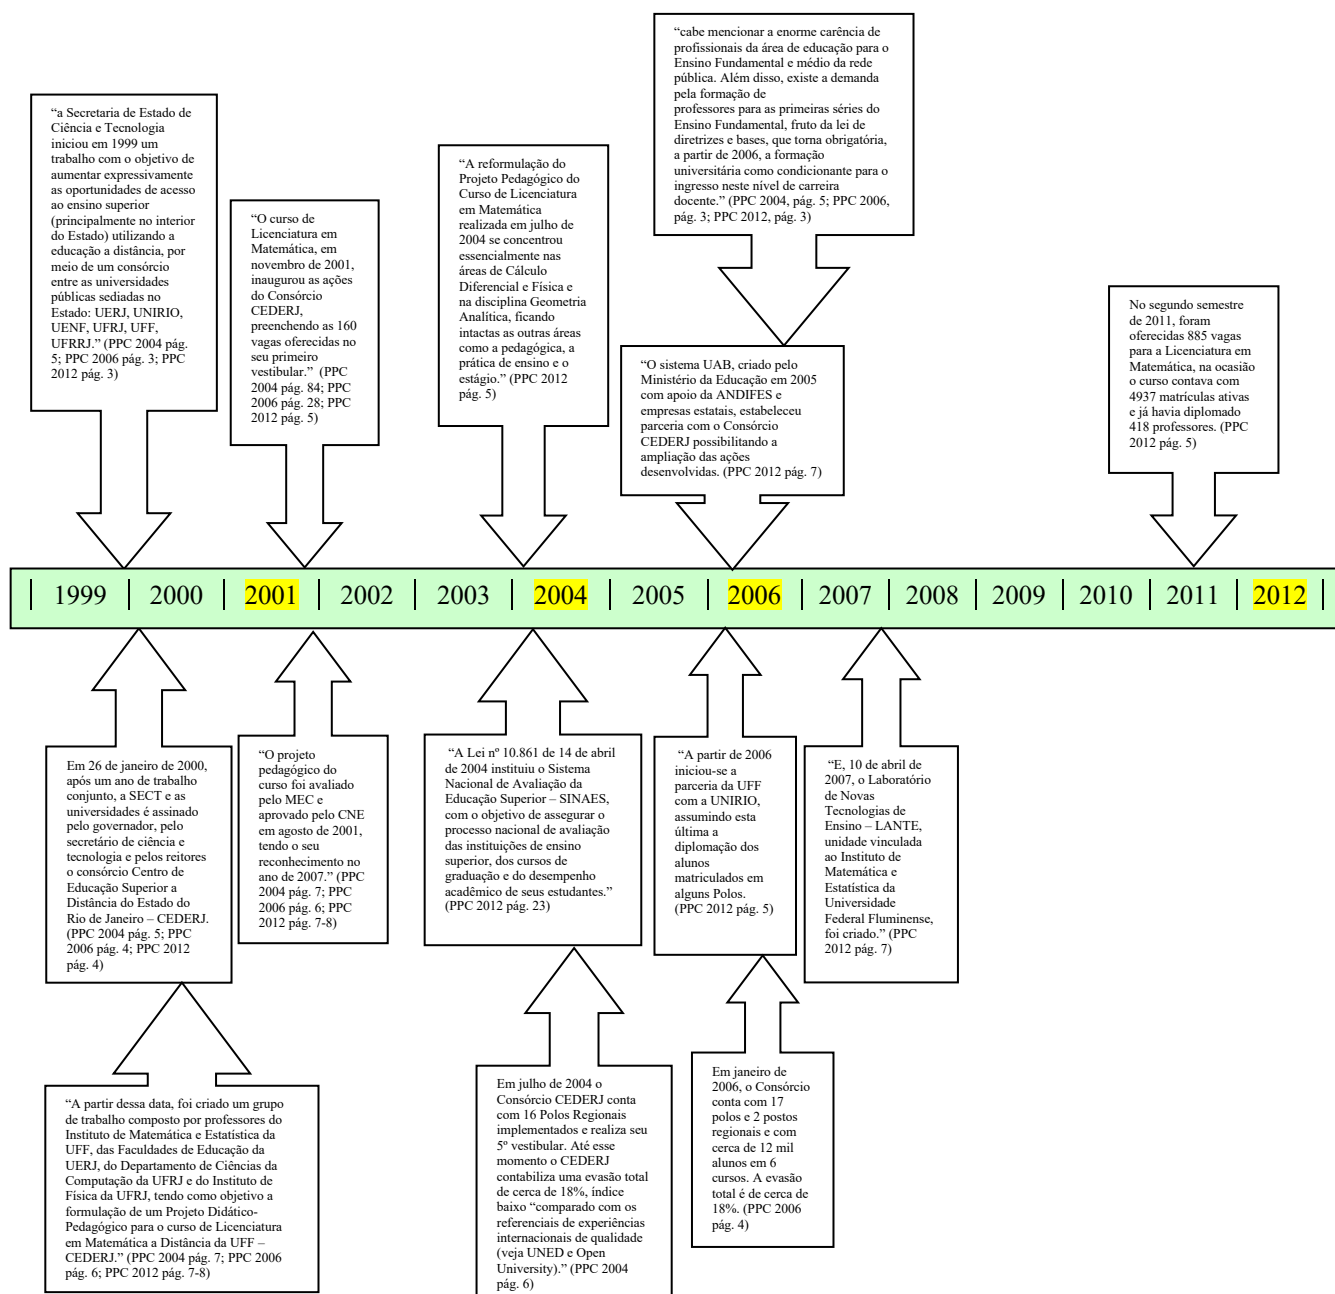 “cabe mencionar a enorme carência de
profissionais da área de educação para o
Ensino Fundamental e médio da rede
pública. Além disso, existe a demanda
pela formação de
professores para as primeiras séries do
Ensino Fundamental, fruto da lei de
diretrizes e bases, que torna obrigatória,
a partir de 2006, a formação
universitária como condicionante para o
ingresso neste nível de carreira
docente.” (PPC 2004, pág. 5; PPC 2006,
pág. 3; PPC 2012, pág. 3)
“a Secretaria de Estado de
Ciência e Tecnologia
iniciou em 1999 um
trabalho com o objetivo de
aumentar expressivamente
as oportunidades de acesso
ao ensino superior
(principalmente no interior
do Estado) utilizando a
educação a distância, por
meio de um consórcio
entre as universidades
públicas sediadas no
Estado: UERJ, UNIRIO,
UENF, UFRJ, UFF,
UFRRJ.” (PPC 2004 pág.
5; PPC 2006 pág. 3; PPC
2012 pág. 3)
“O curso de
Licenciatura em
Matemática, em
novembro de 2001,
inaugurou as ações
do Consórcio
CEDERJ,
preenchendo as 160
vagas oferecidas no
seu primeiro
vestibular.” (PPC
2004 pág. 84; PPC
2006 pág. 28; PPC
2012 pág. 5)
“A reformulação do
Projeto Pedagógico do
Curso de Licenciatura
em Matemática
realizada em julho de
2004 se concentrou
essencialmente nas
áreas de Cálculo
Diferencial e Física e
na disciplina Geometria
Analítica, ficando
intactas as outras áreas
como a pedagógica, a
prática de ensino e o
estágio.” (PPC 2012
pág. 5)
“O sistema UAB, criado pelo
Ministério da Educação em 2005
com apoio da ANDIFES e
empresas estatais, estabeleceu
parceria com o Consórcio
CEDERJ possibilitando a
ampliação das ações
desenvolvidas. (PPC 2012 pág. 7)
No segundo semestre
de 2011, foram
oferecidas 885 vagas
para a Licenciatura em
Matemática, na ocasião
o curso contava com
4937 matrículas ativas
e já havia diplomado
418 professores. (PPC
2012 pág. 5)
| 1999 | 2000 | 2001 | 2002 | 2003 | 2004 | 2005 | 2006 | 2007 | 2008 | 2009 | 2010 | 2011 | 2012 |
Em 26 de janeiro de 2000,
após um ano de trabalho
conjunto, a SECT e as
universidades é assinado
pelo governador, pelo
secretário de ciência e
tecnologia e pelos reitores
o consórcio Centro de
Educação Superior a
Distância do Estado do
Rio de Janeiro – CEDERJ.
(PPC 2004 pág. 5; PPC
2006 pág. 4; PPC 2012
pág. 4)
“O projeto
pedagógico do
curso foi avaliado
pelo MEC e
aprovado pelo CNE
em agosto de 2001,
tendo o seu
reconhecimento no
ano de 2007.” (PPC
2004 pág. 7; PPC
2006 pág. 6; PPC
2012 pág. 7-8)
“A Lei nº 10.861 de 14 de abril
de 2004 instituiu o Sistema
Nacional de Avaliação da
Educação Superior – SINAES,
com o objetivo de assegurar o
processo nacional de avaliação
das instituições de ensino
superior, dos cursos de
graduação e do desempenho
acadêmico de seus estudantes.”
(PPC 2012 pág. 23)
“A partir de 2006
iniciou-se a
parceria da UFF
com a UNIRIO,
assumindo esta
última a
diplomação dos
alunos
matriculados em
alguns Polos.
(PPC 2012 pág. 5)
“E, 10 de abril de
2007, o Laboratório
de Novas
Tecnologias de
Ensino – LANTE,
unidade vinculada
ao Instituto de
Matemática e
Estatística da
Universidade
Federal Fluminense,
foi criado.” (PPC
2012 pág. 7)
“A partir dessa data, foi criado um grupo
de trabalho composto por professores do
Instituto de Matemática e Estatística da
UFF, das Faculdades de Educação da
UERJ, do Departamento de Ciências da
Computação da UFRJ e do Instituto de
Física da UFRJ, tendo como objetivo a
formulação de um Projeto Didático-
Pedagógico para o curso de Licenciatura
em Matemática a Distância da UFF –
CEDERJ.” (PPC 2004 pág. 7; PPC 2006
pág. 6; PPC 2012 pág. 7-8)
Em julho de 2004 o
Consórcio CEDERJ conta
com 16 Polos Regionais
implementados e realiza seu
5º vestibular. Até esse
momento o CEDERJ
contabiliza uma evasão total
de cerca de 18%, índice
baixo “comparado com os
referenciais de experiências
internacionais de qualidade
(veja UNED e Open
University).” (PPC 2004
pág. 6)
Em janeiro de
2006, o Consórcio
conta com 17
polos e 2 postos
regionais e com
cerca de 12 mil
alunos em 6
cursos. A evasão
total é de cerca de
18%. (PPC 2006
pág. 4)